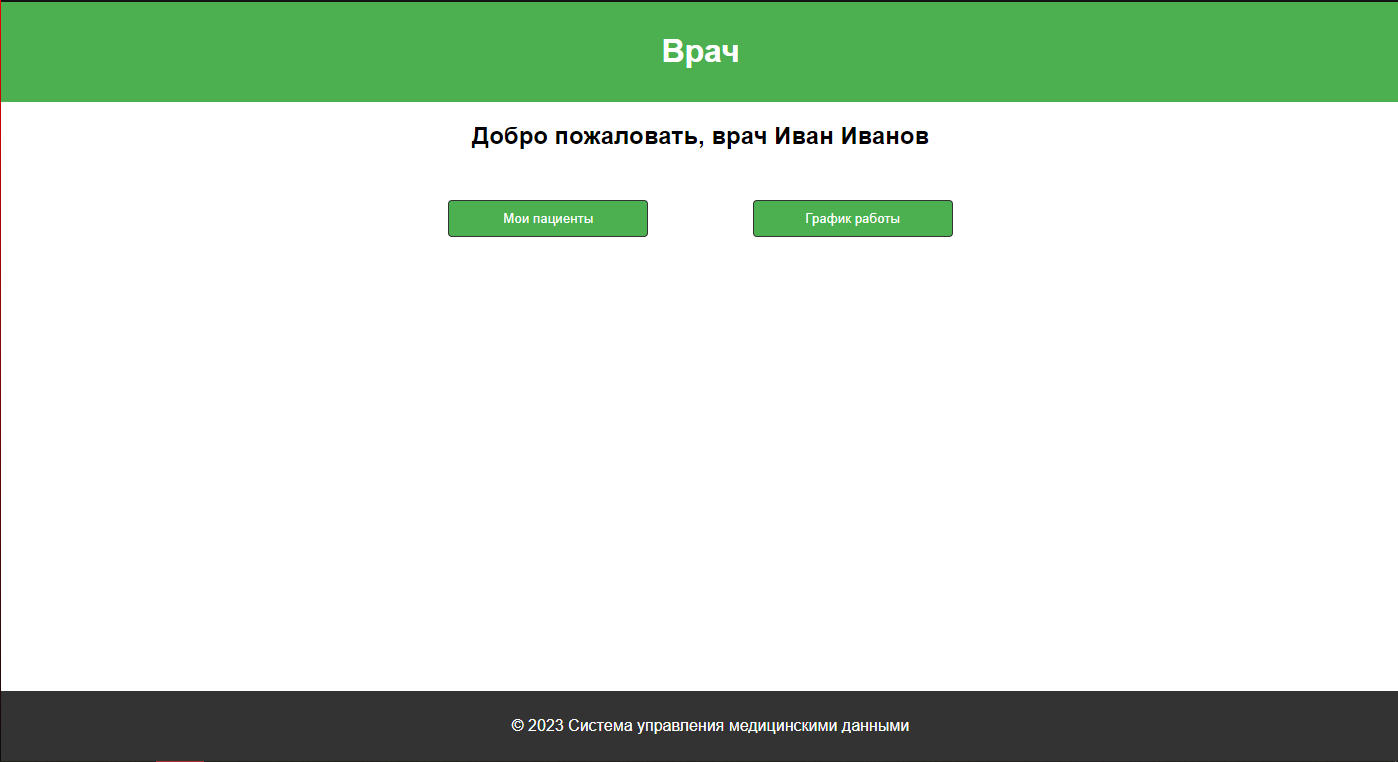 Врач
Добро пожаловать, врач Иван Иванов
Мои пациенты
График работы
© 2023 Система управления медицинскими данными